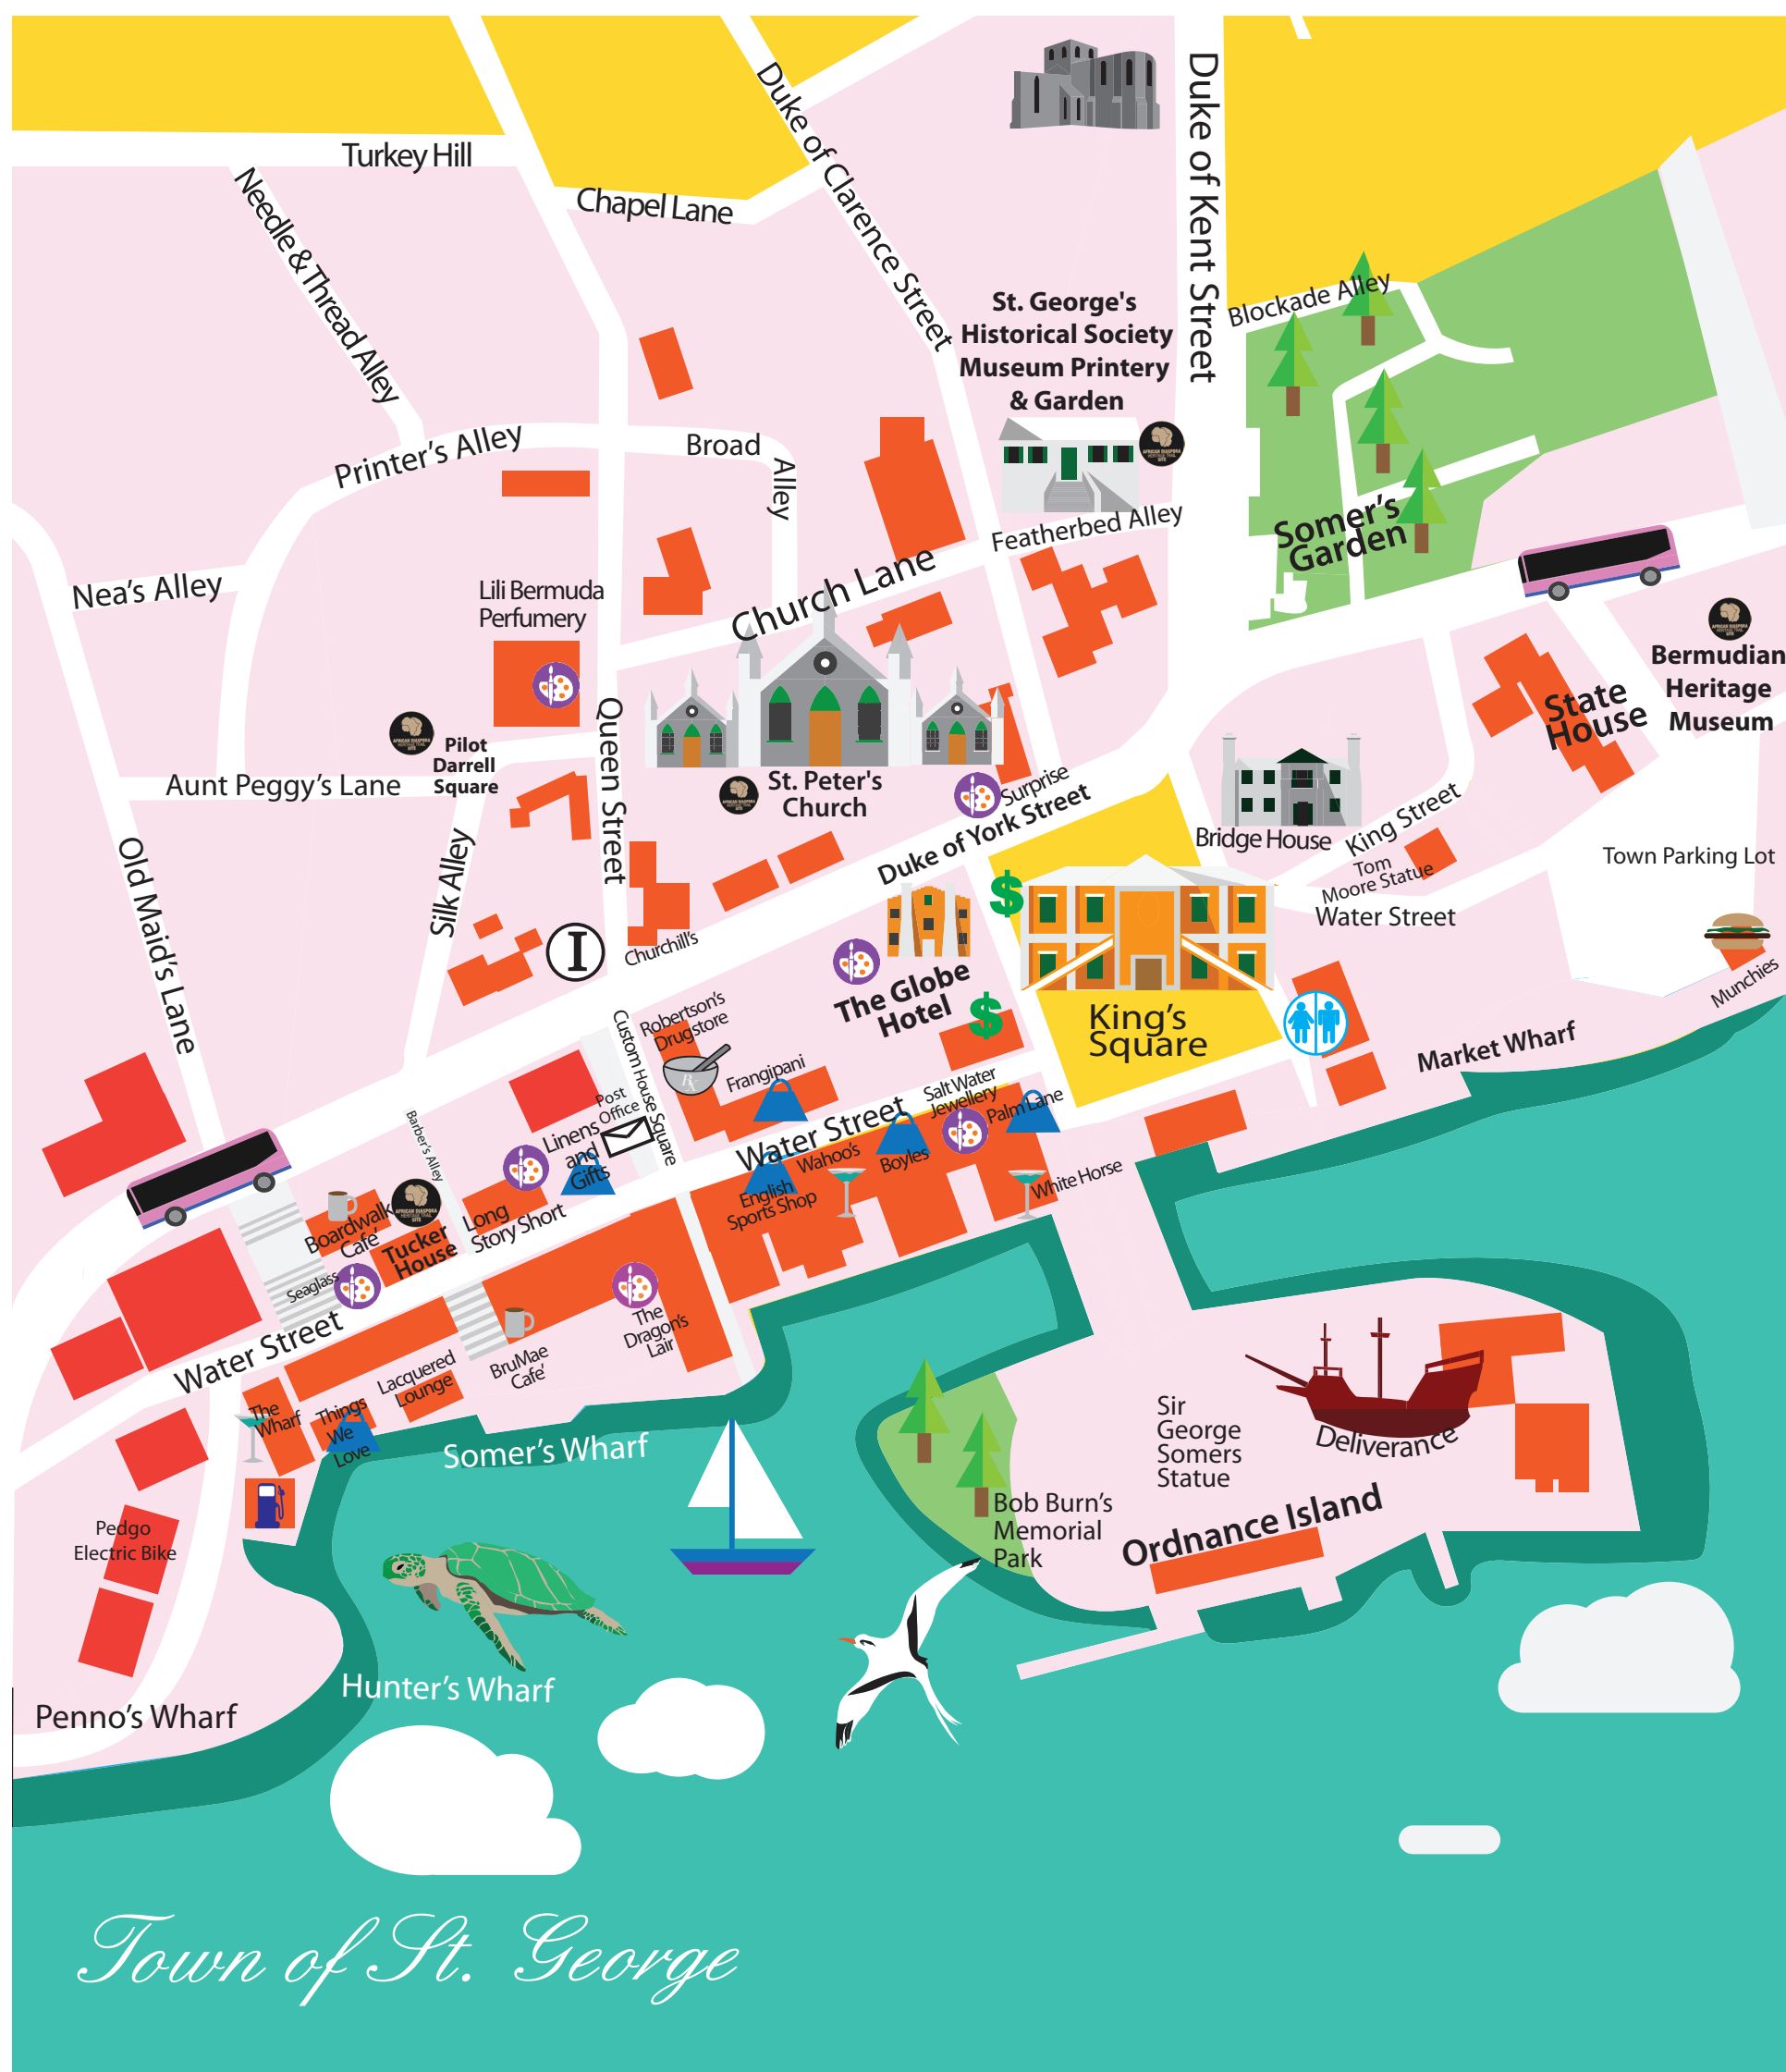 Turkey Hill
Needle & Thread Alley
Chapel Lane
Duke of Clarence Street
Duke of Kent Street
Blockade Alley
St. George's
Historical Society
Museum Printery
& Garden
Printer's Alley
Broad
Alley
Featherbed Alley
Somer's
Garden
Nea's Alley
Lili Bermuda
Perfumery
Church Lane
Bermudian
Heritage
Museum
State
House
Queen Street
Pilot
Darrell
Square
Aunt Peggy's Lane
St. Peter's
Church
Surprise
Duke of York Street
Bridge House
King Street
Tom
Moore Statue
Water Street
Town Parking Lot
Old Maid's Lane
Silk Alley
I
Churchill's
The Globe
Hotel
$
$
King's
Square
Munchies
Market Wharf
Custom House Square
Robertson's
Drugstore
Frangipani
Post
Office
Linens
and
Gifts
Water Street
Salt Water
Jewellery
Palm Lane
Wahoo's
Boyles
English
Sports Shop
White Horse
Barber's Alley
Boardwalk
Cafe'
Tucker
House
Long
Story Short
Seaglass
Water Street
The
Dragon's
Lair
BruMae
Cafe'
Lacquered
Lounge
The
Wharf
Things
We
Love
Somer's Wharf
Sir
George
Somers
Statue
Deliverance
Bob Burn's
Memorial
Park
Ordnance Island
Pedgo
Electric Bike
Hunter's Wharf
Penno's Wharf
Town of St. George